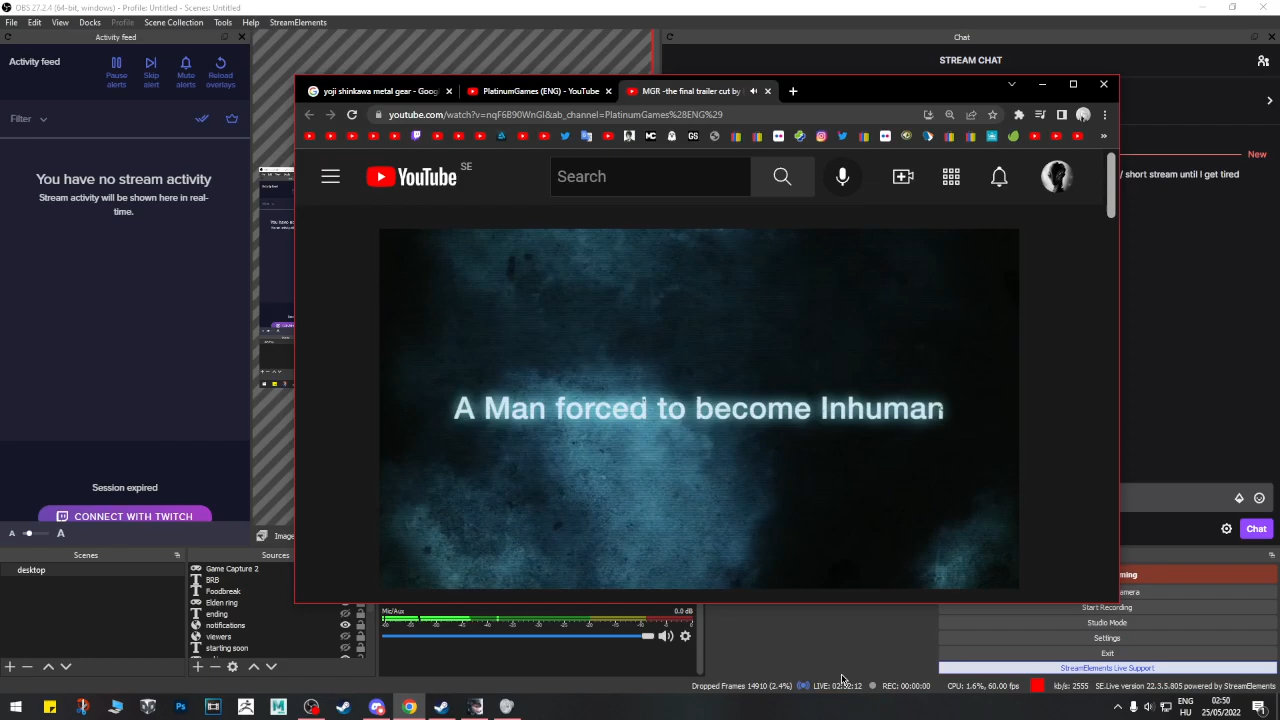 OBS 27.2.4 (64-bit, windows) - Profile: Untitled - Scenes: Untitled
File Edit View Docks Profile Scene Collection Tools Help StreamElements
Activity feed
Chat
Activity feed
Pause alerts
Skip alert
Mute alerts
Reload overlays
STREAM CHAT
yoji shinkawa metal gear - Goog
PlatinumGames (ENG) - YouTube
MGR -the final trailer cut by
Filter
youtube.com/watch?v=nqF6B90WnGI&ab_channel=PlatinumGames%28ENG%29
New
You have no stream activity
Stream activity will be shown here in real-
time.
YouTube SE
Search
/ short stream until I get tired
A Man forced to become Inhuman
Session expired
CONNECT WITH TWITCH
A A
Image
Chat
Scenes
Sources
desktop
Game Capture 2
BRB
Foodbreak
Elden ring
ending
notifications
viewers
starting soon
Mic/Aux
0.0 dB
ming
amera
Start Recording
Studio Mode
Settings
Exit
StreamElements Live Support
Dropped Frames 14910 (2.4%)
LIVE: 02:52:12
REC: 00:00:00
CPU: 1.6%, 60.00 fps
kb/s: 2555
SE.Live version 22.3.5.805 powered by StreamElements
ENG
HU
02:50
25/05/2022